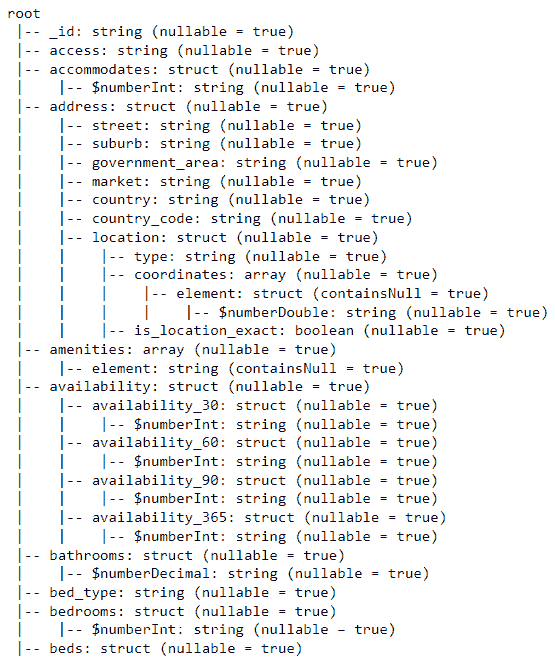 root
 |-- _id: string (nullable = true)
 |-- access: string (nullable = true)
 |-- accommodates: struct (nullable = true)
 |    |-- $numberInt: string (nullable = true)
 |-- address: struct (nullable = true)
 |    |-- street: string (nullable = true)
 |    |-- suburb: string (nullable = true)
 |    |-- government_area: string (nullable = true)
 |    |-- market: string (nullable = true)
 |    |-- country: string (nullable = true)
 |    |-- country_code: string (nullable = true)
 |    |-- location: struct (nullable = true)
 |    |    |-- type: string (nullable = true)
 |    |    |-- coordinates: array (nullable = true)
 |    |    |    |-- element: struct (containsNull = true)
 |    |    |    |    |-- $numberDouble: string (nullable = true)
 |    |    |-- is_location_exact: boolean (nullable = true)
 |-- amenities: array (nullable = true)
 |    |-- element: string (containsNull = true)
 |-- availability: struct (nullable = true)
 |    |-- availability_30: struct (nullable = true)
 |    |    |-- $numberInt: string (nullable = true)
 |    |-- availability_60: struct (nullable = true)
 |    |    |-- $numberInt: string (nullable = true)
 |    |-- availability_90: struct (nullable = true)
 |    |    |-- $numberInt: string (nullable = true)
 |    |-- availability_365: struct (nullable = true)
 |    |    |-- $numberInt: string (nullable = true)
 |-- bathrooms: struct (nullable = true)
 |    |-- $numberDecimal: string (nullable = true)
 |-- bed_type: string (nullable = true)
 |-- bedrooms: struct (nullable = true)
 |    |-- $numberInt: string (nullable – true)
 |-- beds: struct (nullable = true)